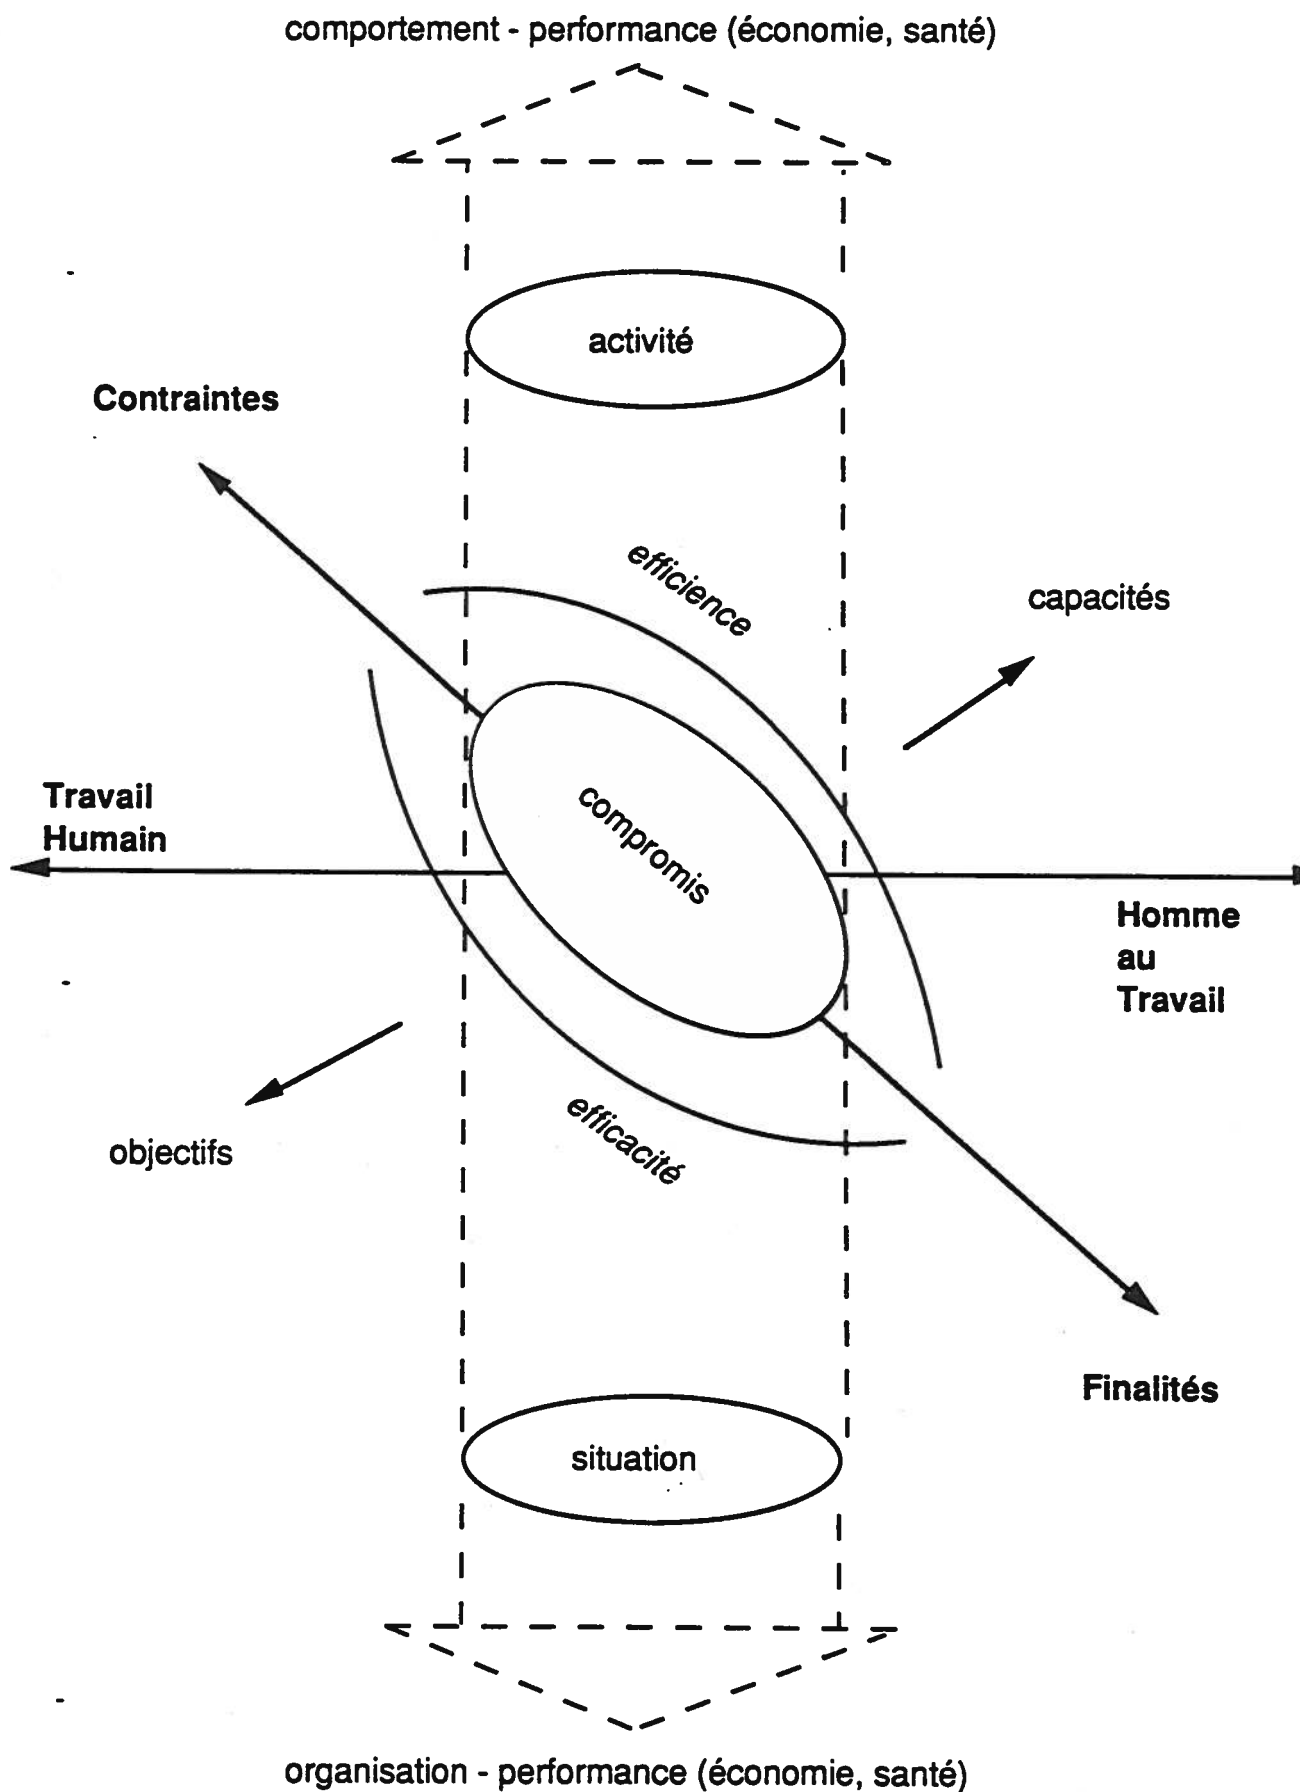 comportement - performance (économie, santé)
activité
Contraintes
efficience
capacités
Travail
Humain
compromis
Homme
au
Travail
objectifs
efficacité
Finalités
situation
organisation - performance (économie, santé)